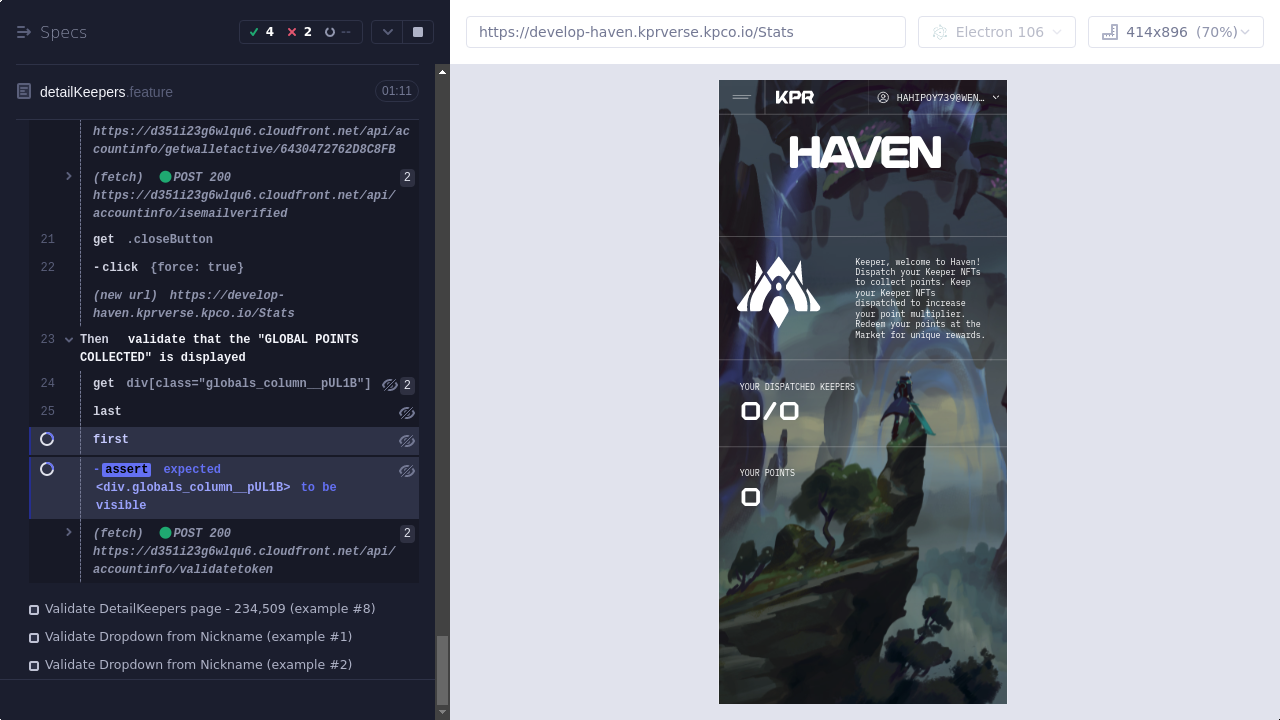 Specs
4
2
--
detailKeepers.feature
01:11
https://d351i23g6wlqu6.cloudfront.net/api/ac
countinfo/getwalletactive/6430472762D8C8FB
(fetch) POST 200
2
https://d351i23g6wlqu6.cloudfront.net/api/
accountinfo/isemailverified
21 get .closeButton
22 -click {force: true}
(new url) https://develop-
haven.kprverse.kpco.io/Stats
23 Then validate that the "GLOBAL POINTS
COLLECTED" is displayed
24 get div[class="globals_column__pUL1B"] 2
25 last
first
-assert expected
<div.globals_column__pUL1B> to be
visible
(fetch) POST 200
2
https://d351i23g6wlqu6.cloudfront.net/api/
accountinfo/validatetoken
Validate DetailKeepers page - 234,509 (example #8)
Validate Dropdown from Nickname (example #1)
Validate Dropdown from Nickname (example #2)
https://develop-haven.kprverse.kpco.io/Stats
Electron 106
414x896 (70%)
KPR
HAHIPOY739@WEN…
HAVEN
Keeper, welcome to Haven!
Dispatch your Keeper NFTs
to collect points. Keep
your Keeper NFTs
dispatched to increase
your point multiplier.
Redeem your points at the
Market for unique rewards.
YOUR DISPATCHED KEEPERS
0/0
YOUR POINTS
0